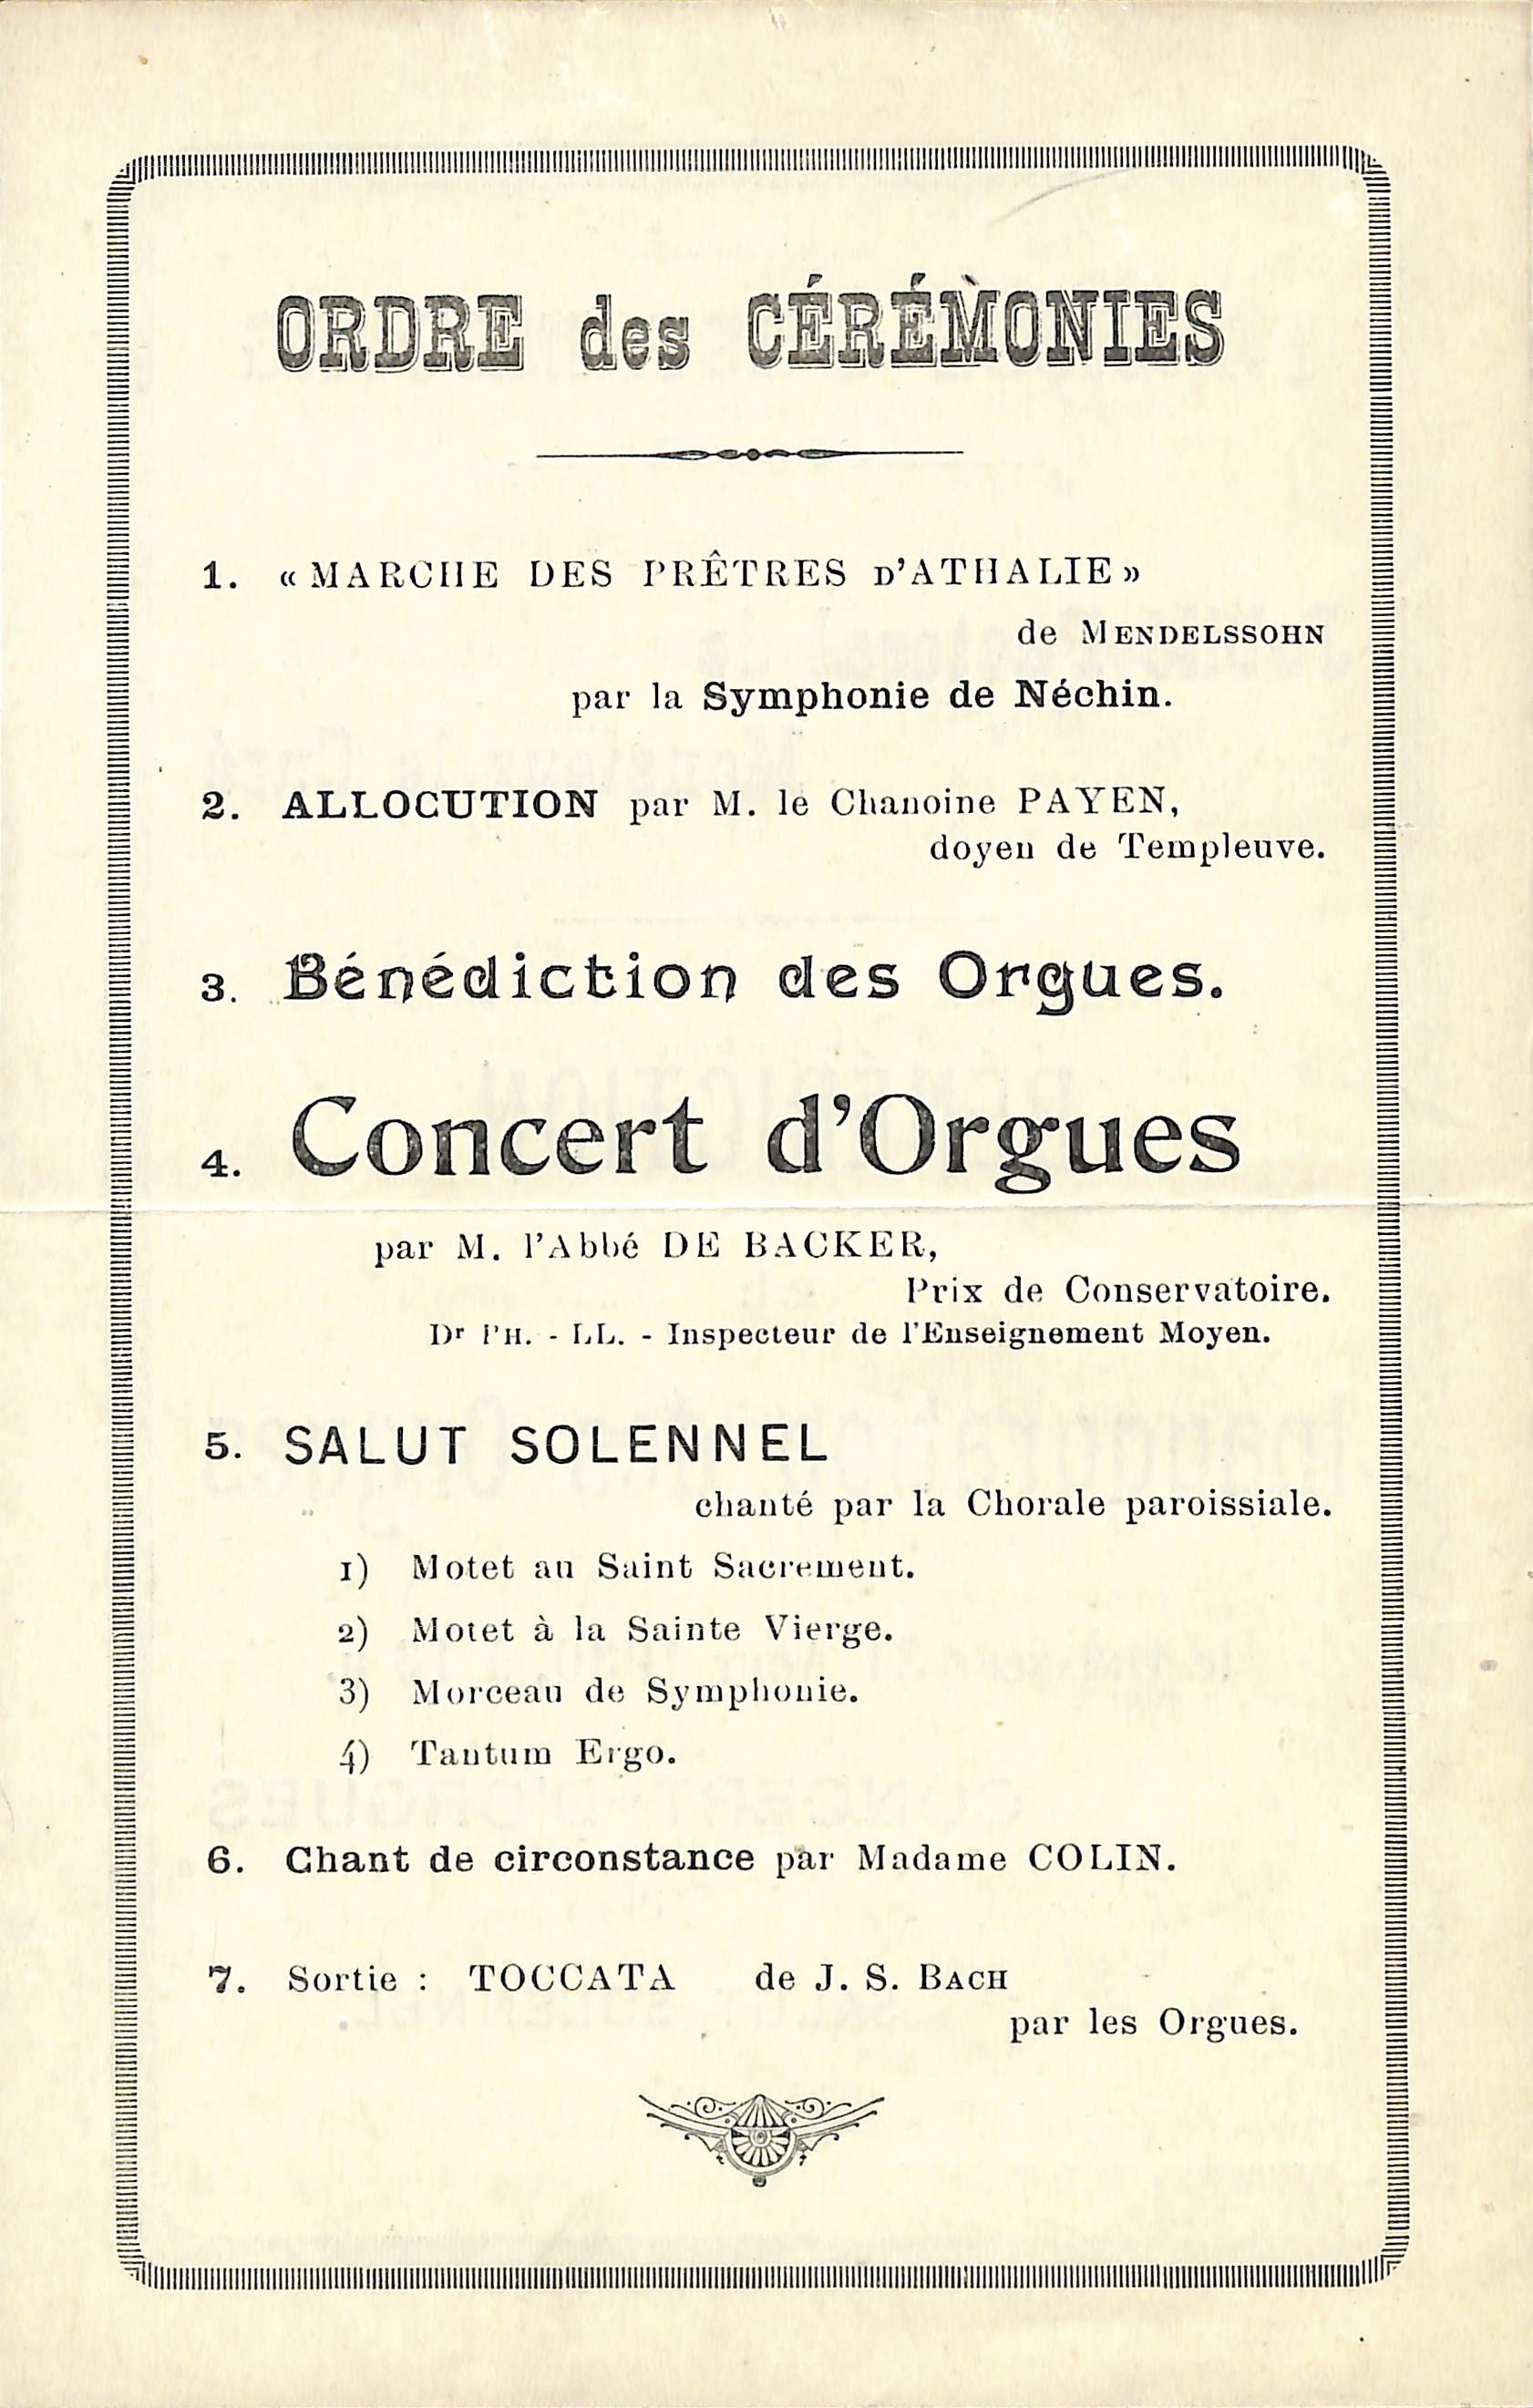 ORDRE des CÉRÉMONIES
1. « MARCHE DES PRÊTRES D'ATHALIE »
de MENDELSSOHN
par la Symphonie de Néchin.
2. ALLOCUTION par M. le Chanoine PAYEN,
doyen de Templeuve.
3. Bénédiction des Orgues.
4. Concert d'Orgues
par M. l'Abbé DE BACKER,
Prix de Conservatoire.
Dr PH. - LL. - Inspecteur de l'Enseignement Moyen.
5. SALUT SOLENNEL
chanté par la Chorale paroissiale.
1) Motet au Saint Sacrement.
2) Motet à la Sainte Vierge.
3) Morceau de Symphonie.
4) Tantum Ergo.
6. Chant de circonstance par Madame COLIN.
7. Sortie : TOCCATA de J. S. BACH
par les Orgues.